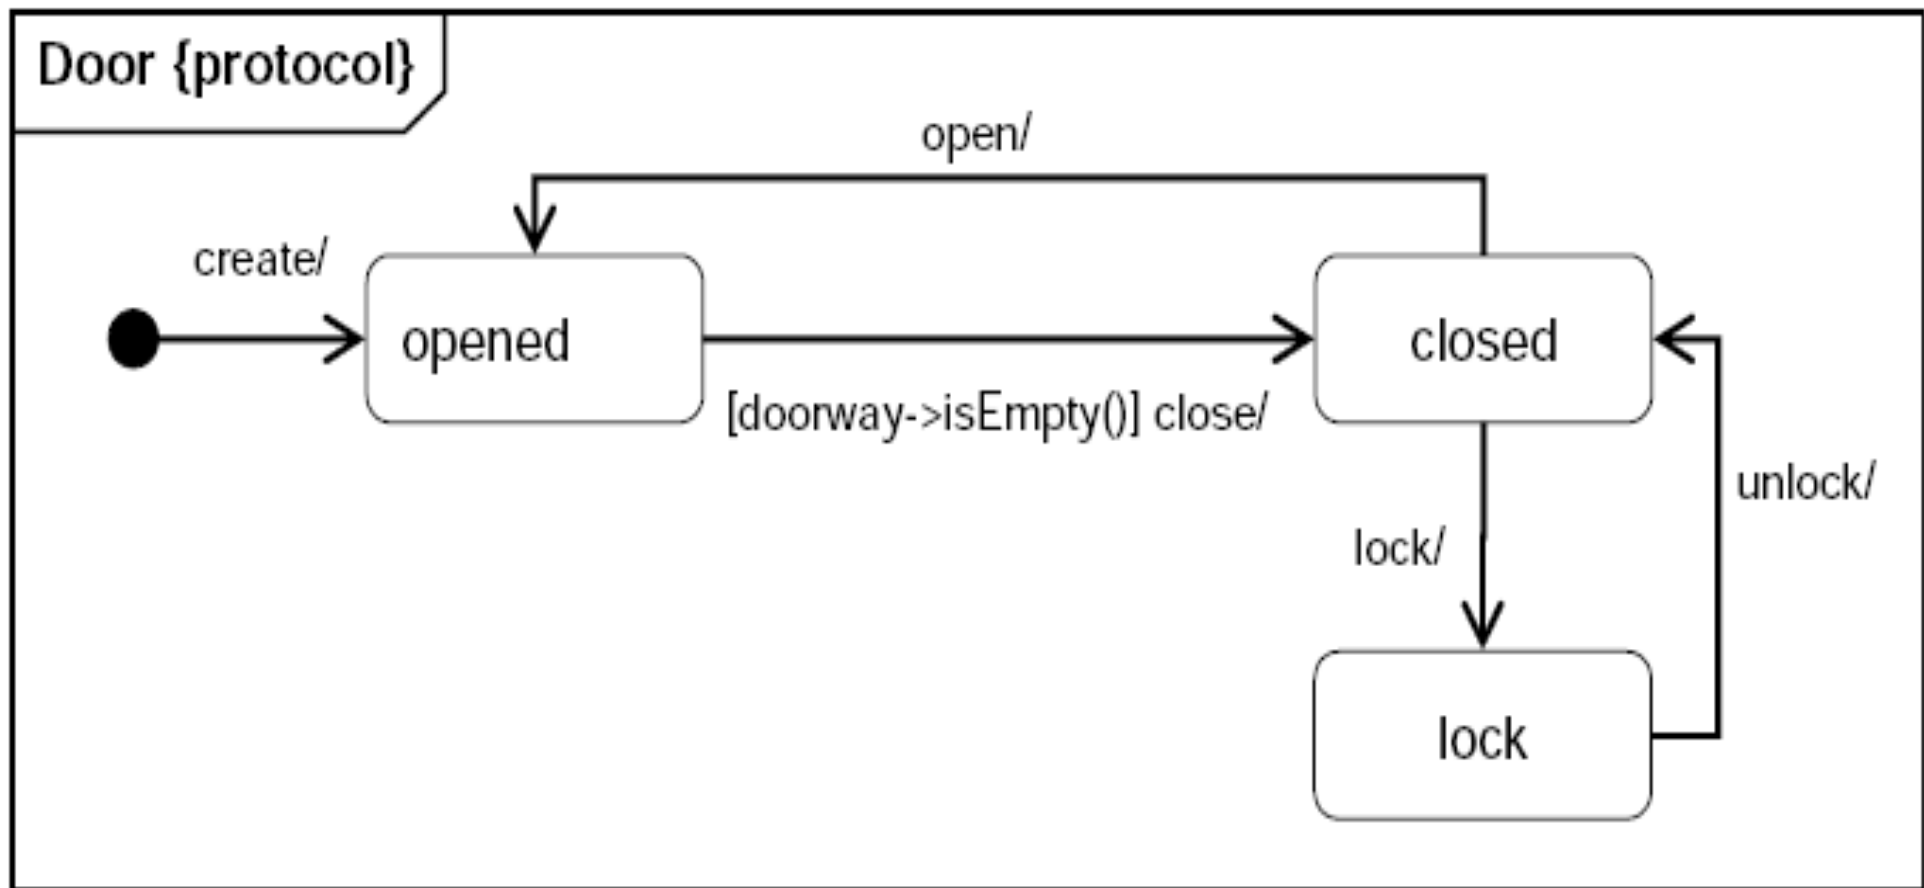 Door {protocol}
open/
create/
opened
closed
[doorway->isEmpty()] close/
unlock/
lock/
lock